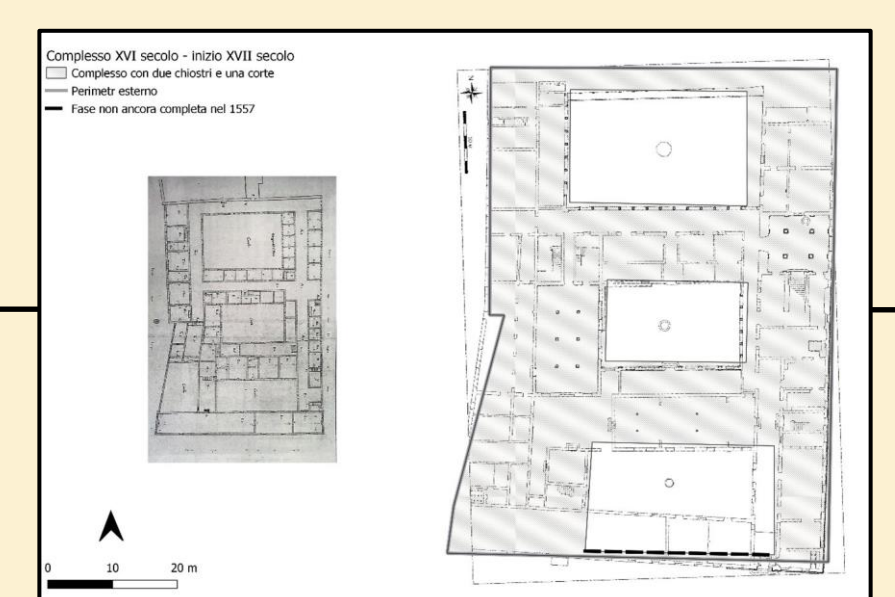 Complesso XVI secolo - inizio XVII secolo
Complesso con due chiostri e una corte
Perimetr esterno
Fase non ancora completa nel 1557
N
0 10 20 m